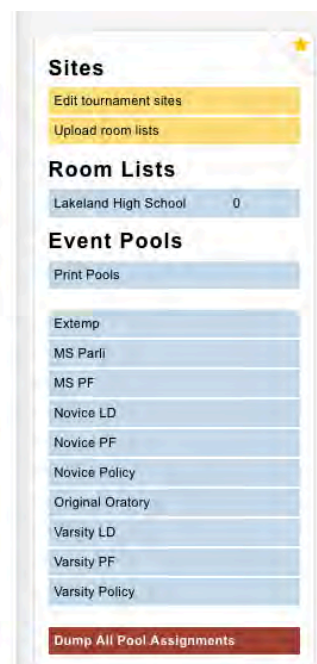 Sites
Edit tournament sites
Upload room lists
Room Lists
Lakeland High School 0
Event Pools
Print Pools
Extemp
MS Parli
MS PF
Novice LD
Novice PF
Novice Policy
Original Oratory
Varsity LD
Varsity PF
Varsity Policy
Dump All Pool Assignments